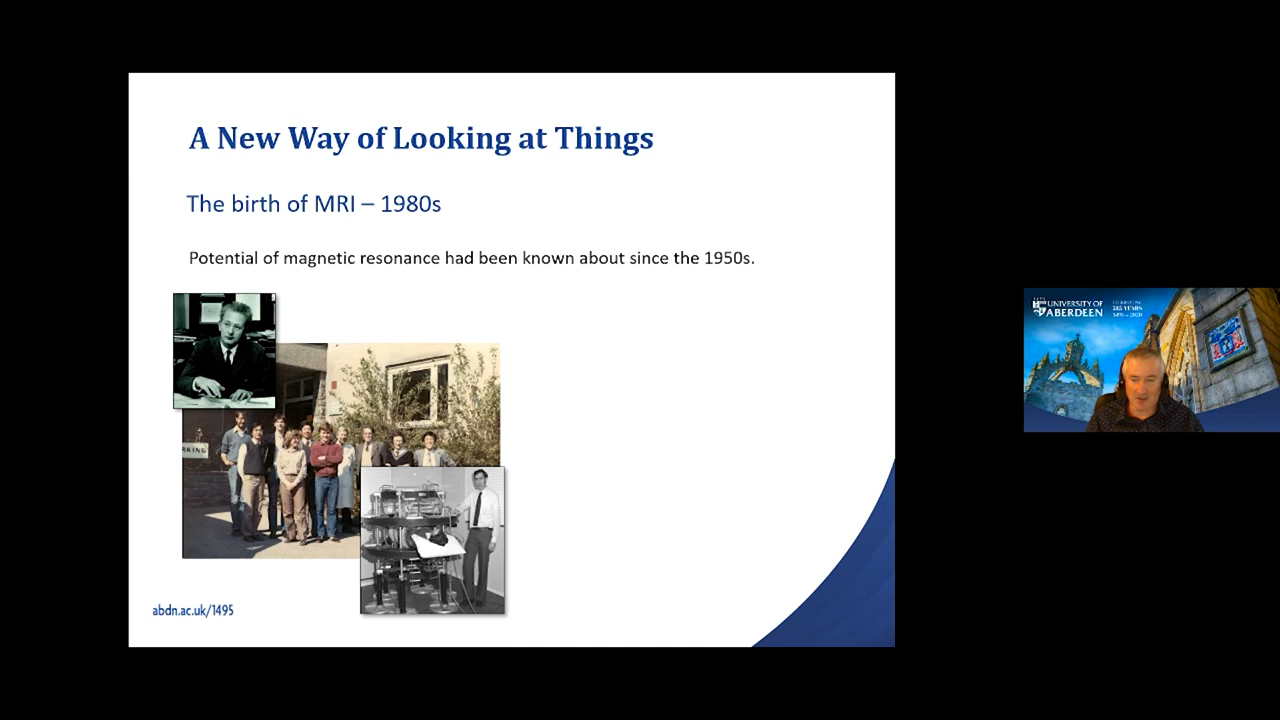 A New Way of Looking at Things
The birth of MRI – 1980s
Potential of magnetic resonance had been known about since the 1950s.
RKING
abdn.ac.uk/1495
UNIVERSITY OF
ABERDEEN